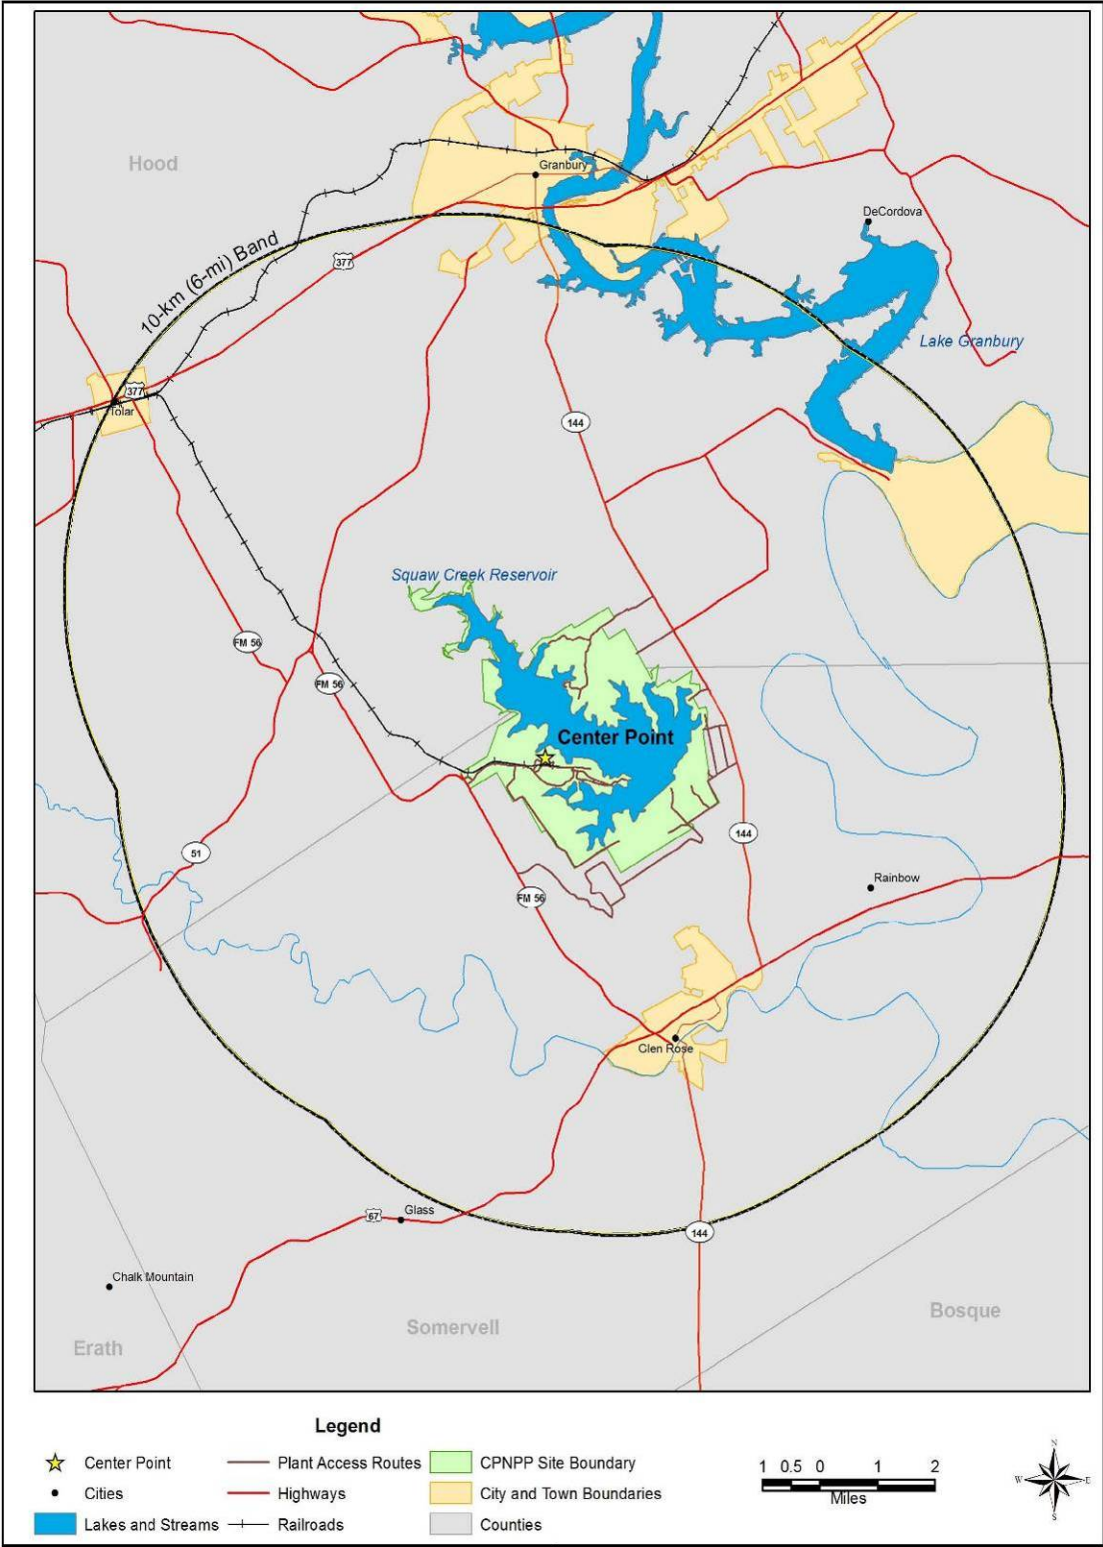 Hood
Granbury
DeCordova
10-km (6-mi) Band
377
Lake Granbury
377
Tolar
144
Squaw Creek Reservoir
FM 56
FM 56
Center Point
144
51
Rainbow
FM 56
Glen Rose
67
Glass
144
Chalk Mountain
Bosque
Somervell
Erath
Legend
Center Point
Plant Access Routes
CPNPP Site Boundary
Cities
Highways
City and Town Boundaries
Lakes and Streams
Railroads
Counties
1 0.5 0 1 2
Miles
N
W
E
S